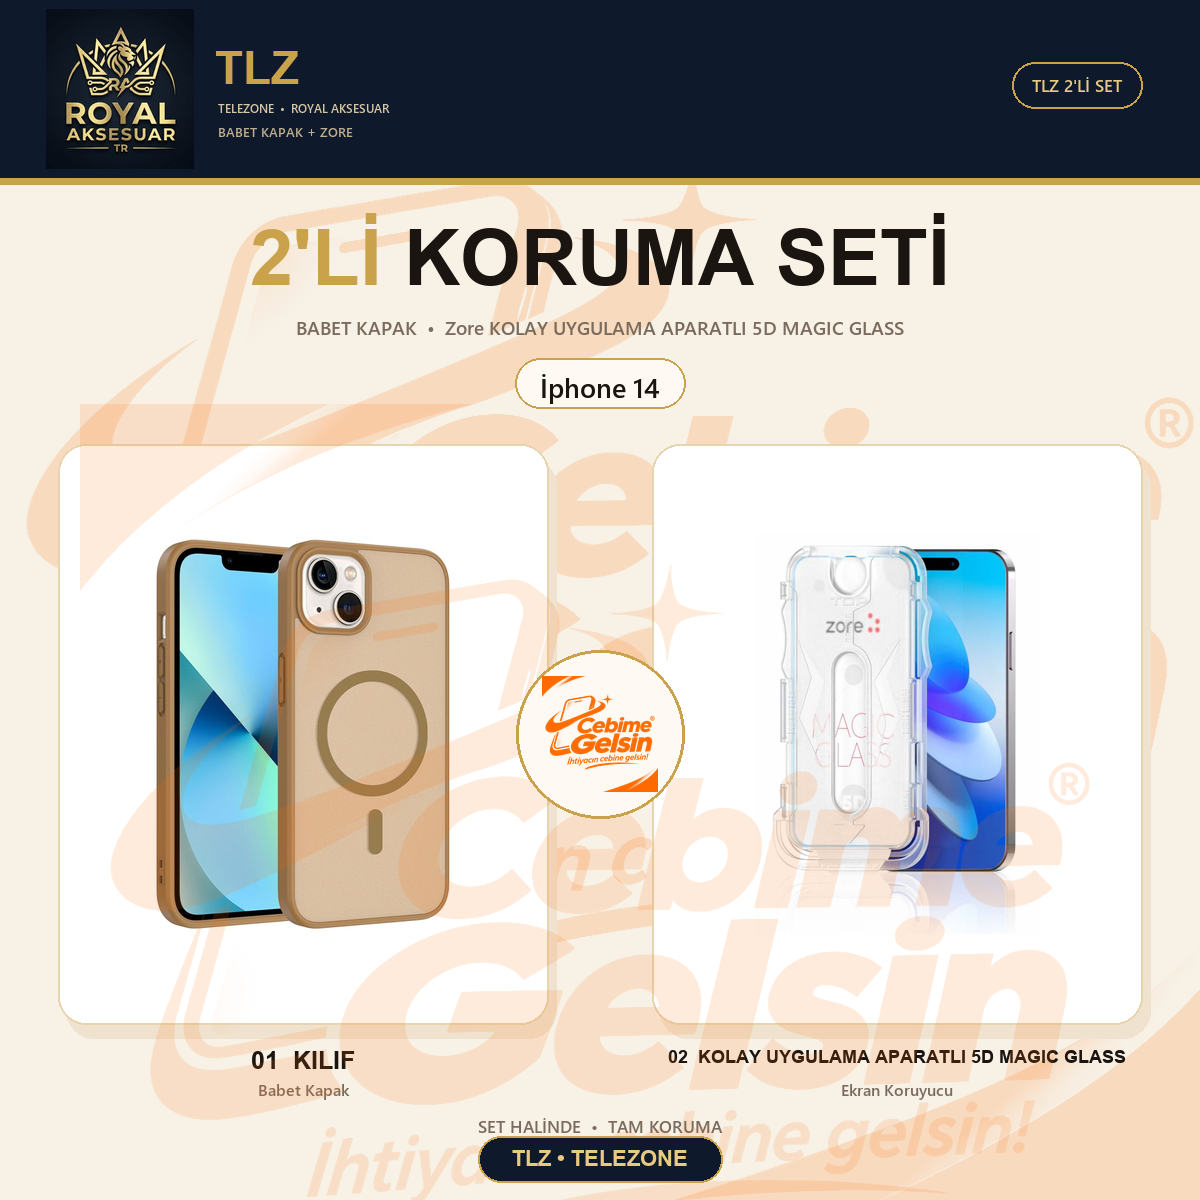 ROYAL
AKSESUAR
TR
TLZ
TELEZONE • ROYAL AKSESUAR
BABET KAPAK + ZORE
TLZ 2'Lİ SET
2'Lİ KORUMA SETİ
BABET KAPAK • Zore KOLAY UYGULAMA APARATLI 5D MAGIC GLASS
İphone 14
zore
MAGIC
GLASS
5D
Cebime
Gelsin
İhtiyacın cebine gelsin!
Cebime
Gelsin
®
®
01 KILIF
Babet Kapak
02 KOLAY UYGULAMA APARATLI 5D MAGIC GLASS
Ekran Koruyucu
SET HALİNDE • TAM KORUMA
TLZ • TELEZONE